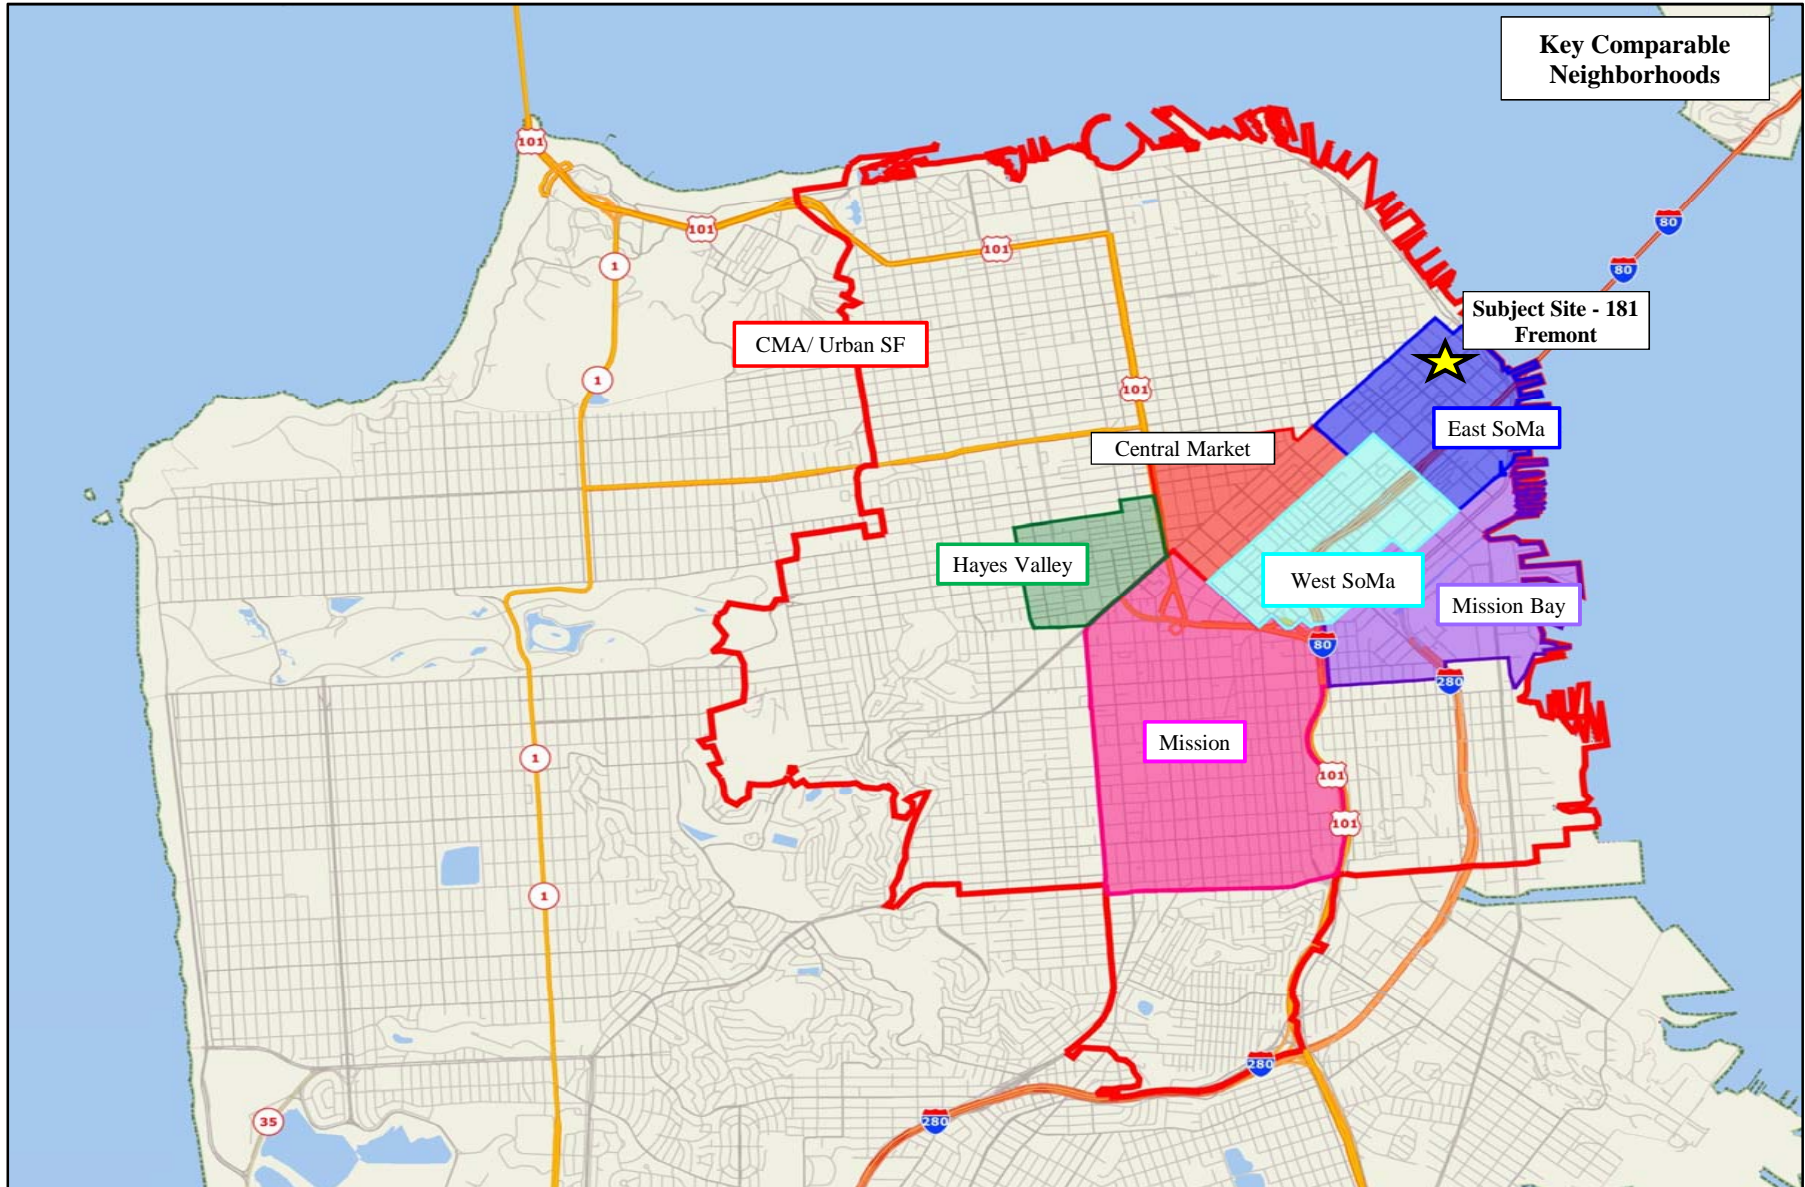 Key Comparable
Neighborhoods
101
101
101
80
80
1
Subject Site - 181
Fremont
CMA/ Urban SF
1
101
East SoMa
Central Market
Hayes Valley
West SoMa
Mission Bay
80
280
Mission
1
101
101
1
280
280
35